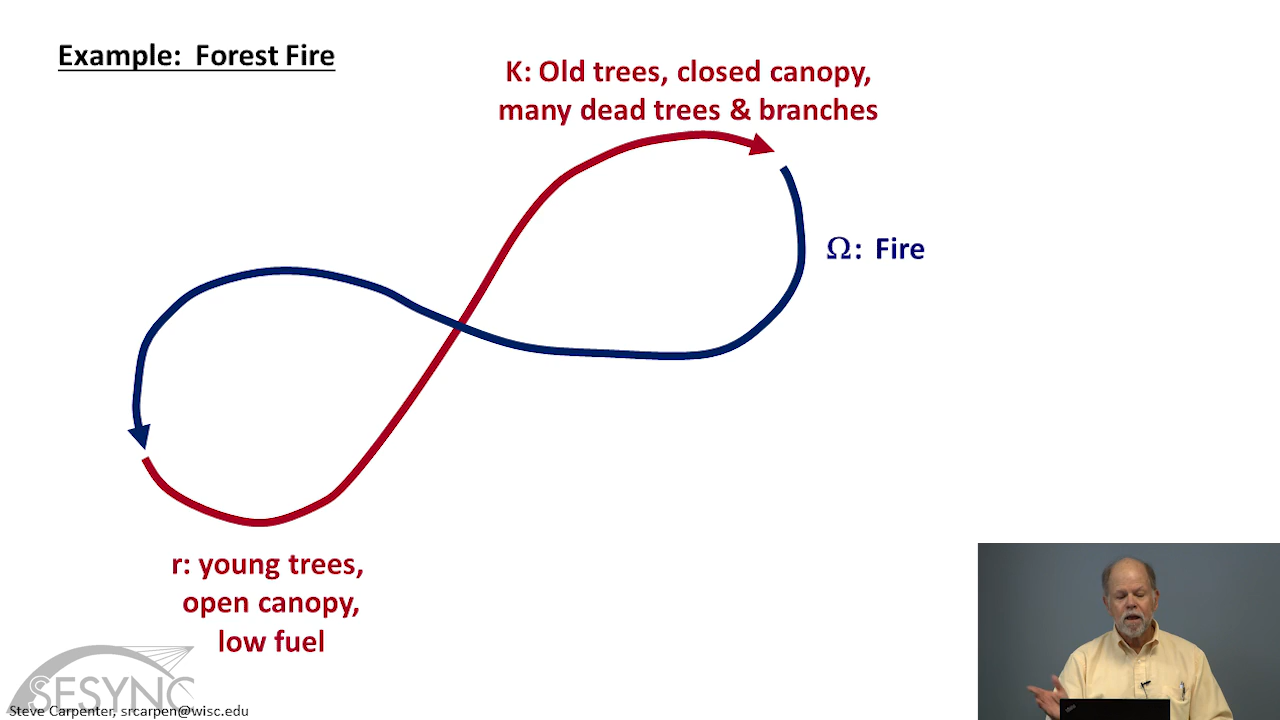 Example: Forest Fire
K: Old trees, closed canopy,
many dead trees & branches
Ω: Fire
r: young trees,
open canopy,
low fuel
SESYNC
Steve Carpenter, srcarpen@wisc.edu